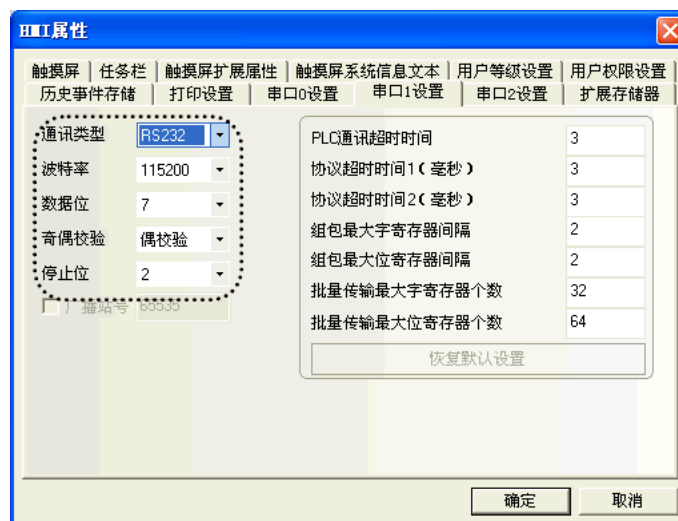 HMI属性
触摸屏 任务栏 触摸屏扩展属性 触摸屏系统信息文本 用户等级设置 用户权限设置
历史事件存储 打印设置 串口0设置 串口1设置 串口2设置 扩展存储器
通讯类型 RS232
波特率 115200
数据位 7
奇偶校验 偶校验
停止位 2
广播站号 65535
PLC通讯超时时间 3
协议超时时间1(毫秒) 3
协议超时时间2(毫秒) 3
组包最大字寄存器间隔 2
组包最大位寄存器间隔 2
批量传输最大字寄存器个数 32
批量传输最大位寄存器个数 64
恢复默认设置
确定 取消